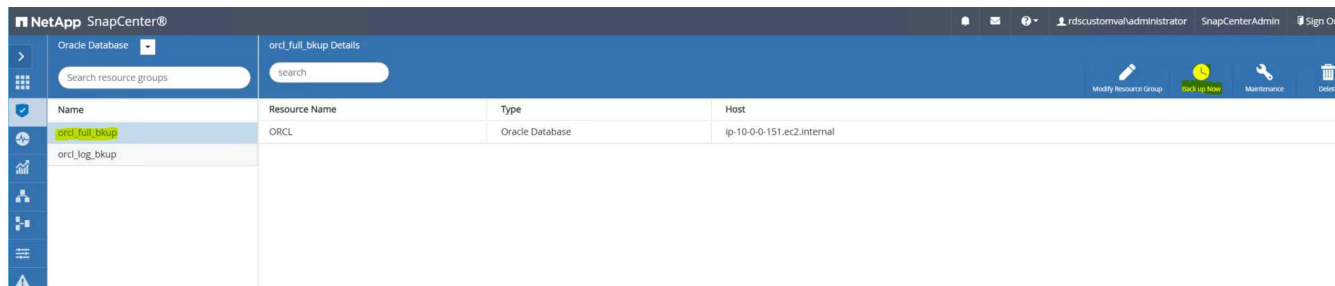 NetApp SnapCenter®
rdscustomval\administrator SnapCenterAdmin Sign O
Oracle Database
Search resource groups
Name
orcl_full_bkup
orcl_log_bkup
orcl_full_bkup Details
search
Modify Resource Group Back up Now Maintenance Delet
Resource Name Type Host
ORCL Oracle Database ip-10-0-0-151.ec2.internal